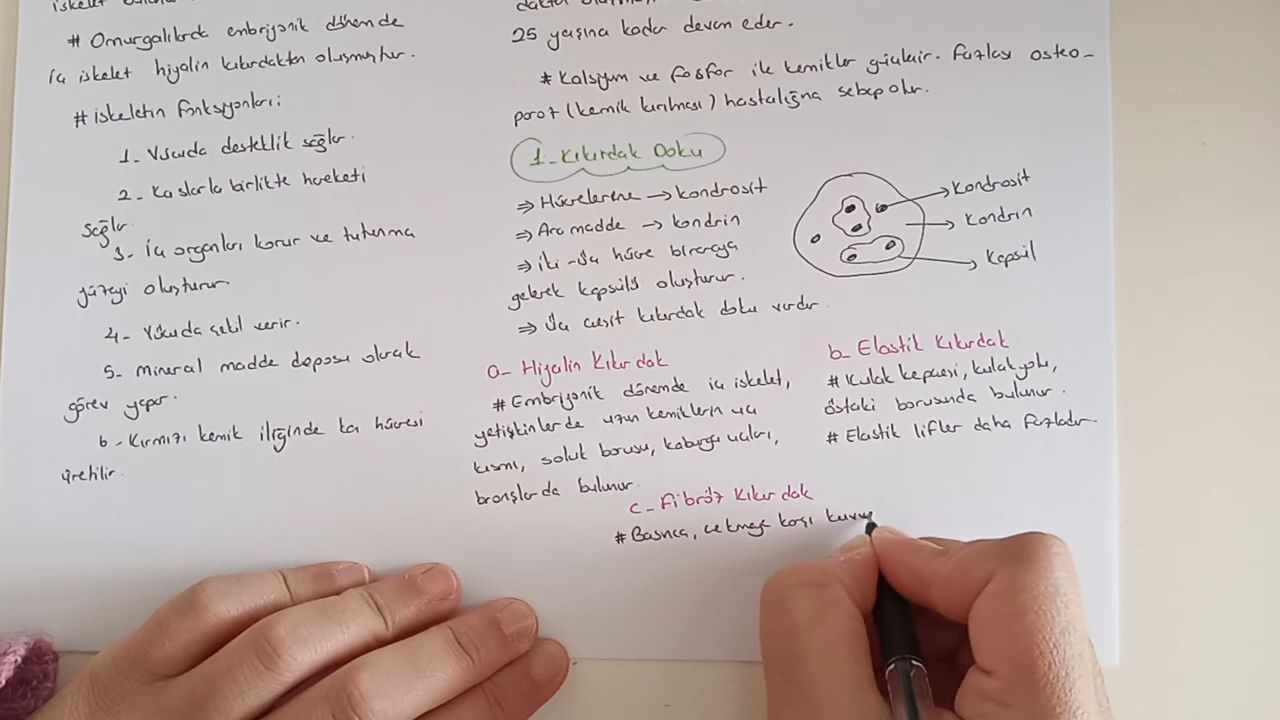 iskelet
# Omurgalılarda embriyonik dönemde
iç iskelet hiyalin kıkırdaktan oluşmuştur.
# iskeletin fonksiyonları;
1- Vücuda desteklik sağlar.
2- Kaslarla birlikte hareketi
sağlar.
3- İç organları korur ve tutunma
yüzeyi oluşturur.
4- Vücuda şekil verir.
5- Mineral madde deposu olarak
görev yapar.
6- Kırmızı kemik iliğinde kan hücresi
üretilir.
25 yaşına kadar devam eder.
* Kalsiyum ve fosfor ile kemikler güçlenir. Fazlası osteo-
poroz (kemik kırılması) hastalığına sebep olur.
1- Kıkırdak Doku
⇒ Hücrelerine → kondrosit
⇒ Ara madde → kondrin
⇒ İki-üç hücre biraraya
gelerek kapsülü oluşturur.
⇒ Üç çeşit kıkırdak doku vardır
Kondrosit
Kondrin
Kapsül
a- Hiyalin Kıkırdak
# Embriyonik dönemde iç iskelet,
yetişkinlerde uzun kemiklerin uç
kısmı, soluk borusu, kaburga uçları,
bronşlarda bulunur.
b- Elastik Kıkırdak
# Kulak kepçesi, kulak yolu,
östaki borusunda bulunur.
# Elastik lifler daha fazladır
c- Fibröz Kıkırdak
# Basınca, çekmeye karşı